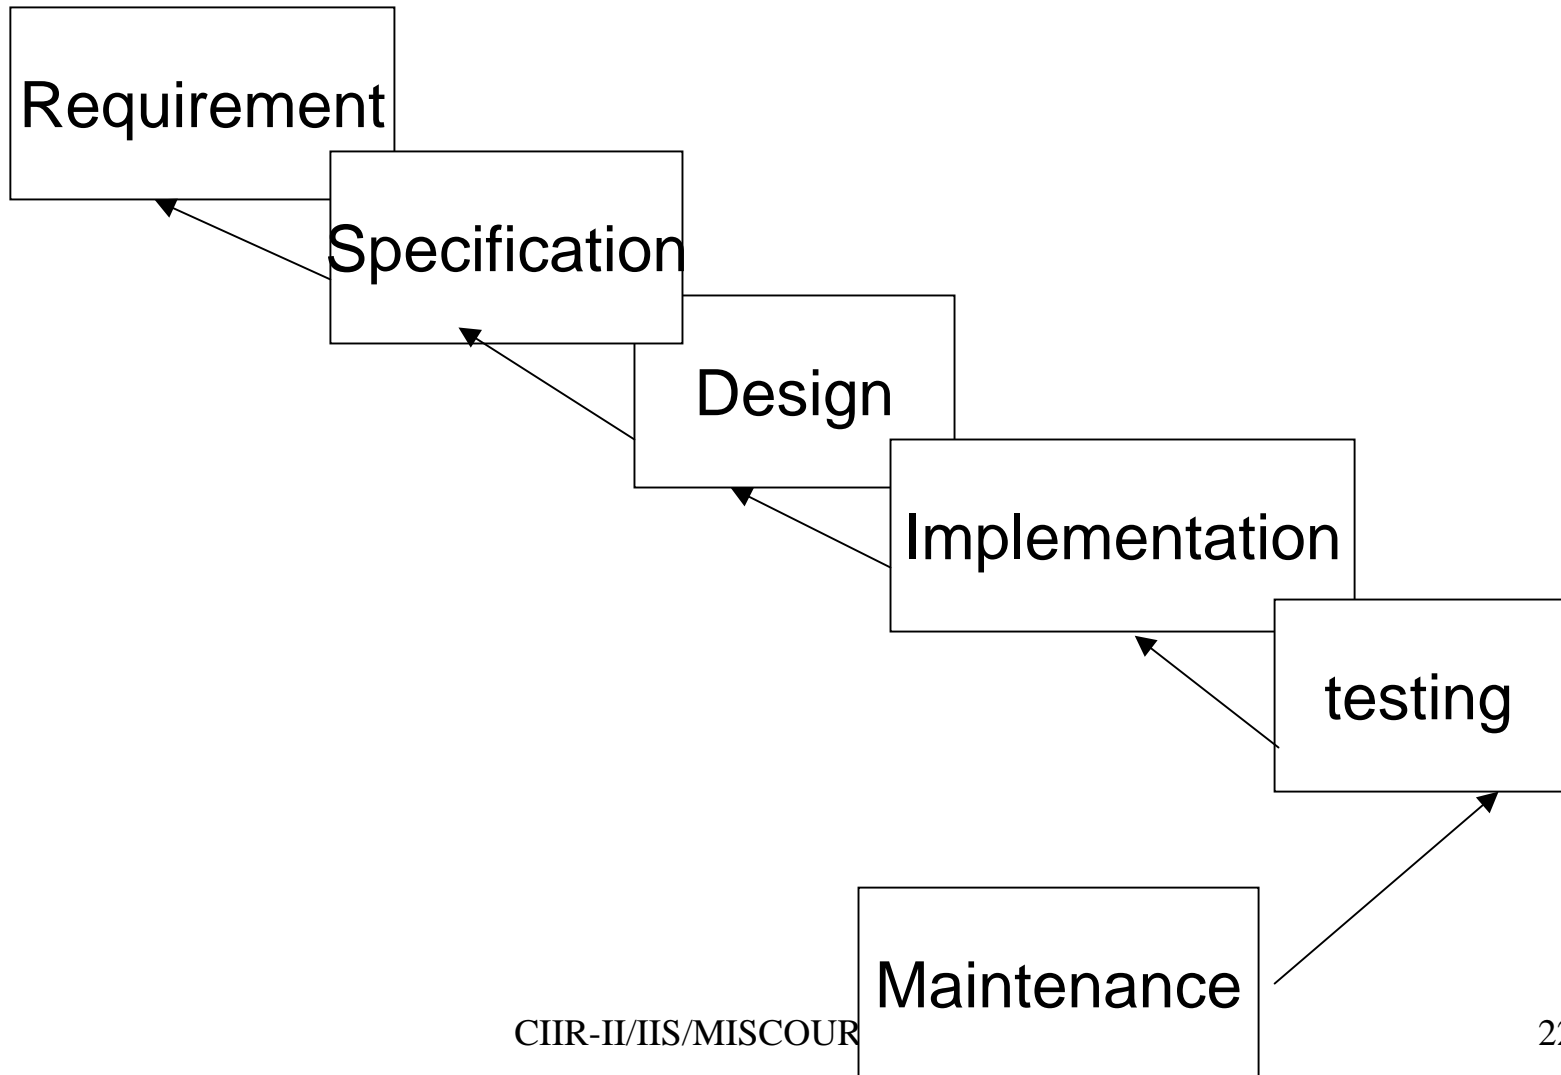 Requirement
Specification
Design
Implementation
testing
Maintenance
CIIR-II/IIS/MISCOUR